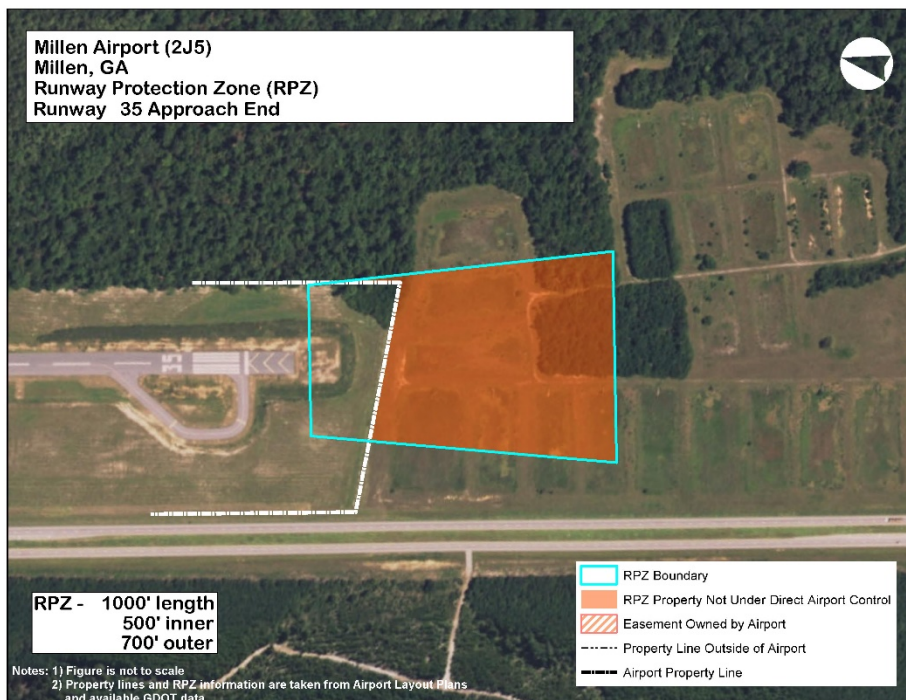 Millen Airport (2J5)
Millen, GA
Runway Protection Zone (RPZ)
Runway 35 Approach End
35
RPZ - 1000' length
500' inner
700' outer
RPZ Boundary
RPZ Property Not Under Direct Airport Control
Easement Owned by Airport
Property Line Outside of Airport
Airport Property Line
Notes: 1) Figure is not to scale
2) Property lines and RPZ information are taken from Airport Layout Plans
and available GDOT data